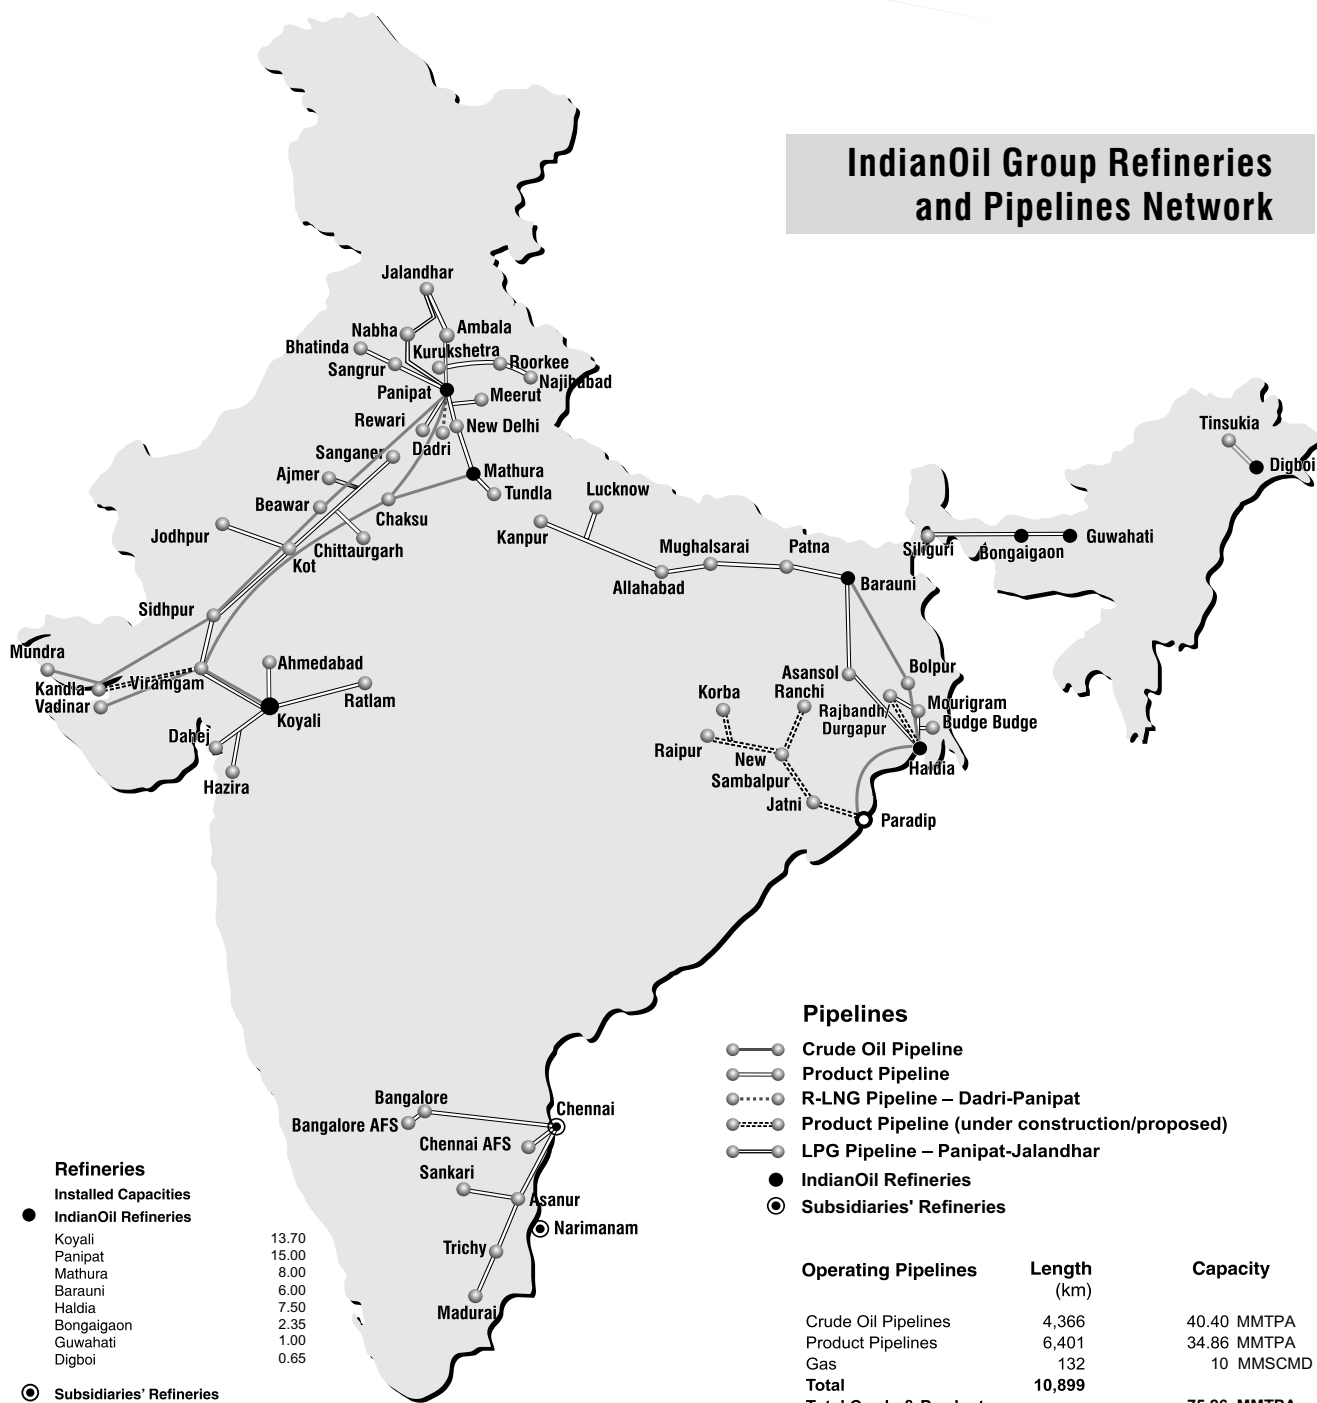 IndianOil Group Refineries
and Pipelines Network
Jalandhar
Nabha
Ambala
Bhatinda
Kurukshetra
Sangrur
Roorkee
Najibabad
Panipat
Meerut
Rewari
New Delhi
Dadri
Sanganer
Ajmer
Mathura
Tundla
Beawar
Chaksu
Jodhpur
Chittaurgarh
Kot
Lucknow
Kanpur
Mughalsarai
Patna
Allahabad
Barauni
Tinsukia
Digboi
Siliguri
Bongaigaon
Guwahati
Sidhpur
Mundra
Kandla
Viramgam
Vadinar
Ahmedabad
Ratlam
Koyali
Dahej
Hazira
Asansol
Bolpur
Ranchi
Korba
Rajbandh/
Durgapur
Mourigram
Budge Budge
Raipur
New
Sambalpur
Haldia
Jatni
Paradip
Bangalore
Bangalore AFS
Chennai
Chennai AFS
Sankari
Asanur
Narimanam
Trichy
Madurai
Pipelines
Crude Oil Pipeline
Product Pipeline
R-LNG Pipeline – Dadri-Panipat
Product Pipeline (under construction/proposed)
LPG Pipeline – Panipat-Jalandhar
IndianOil Refineries
Subsidiaries' Refineries
Refineries
Installed Capacities
IndianOil Refineries
Koyali 13.70
Panipat 15.00
Mathura 8.00
Barauni 6.00
Haldia 7.50
Bongaigaon 2.35
Guwahati 1.00
Digboi 0.65
Subsidiaries' Refineries
Operating Pipelines Length Capacity
(km)
Crude Oil Pipelines 4,366 40.40 MMTPA
Product Pipelines 6,401 34.86 MMTPA
Gas 132 10 MMSCMD
Total 10,899